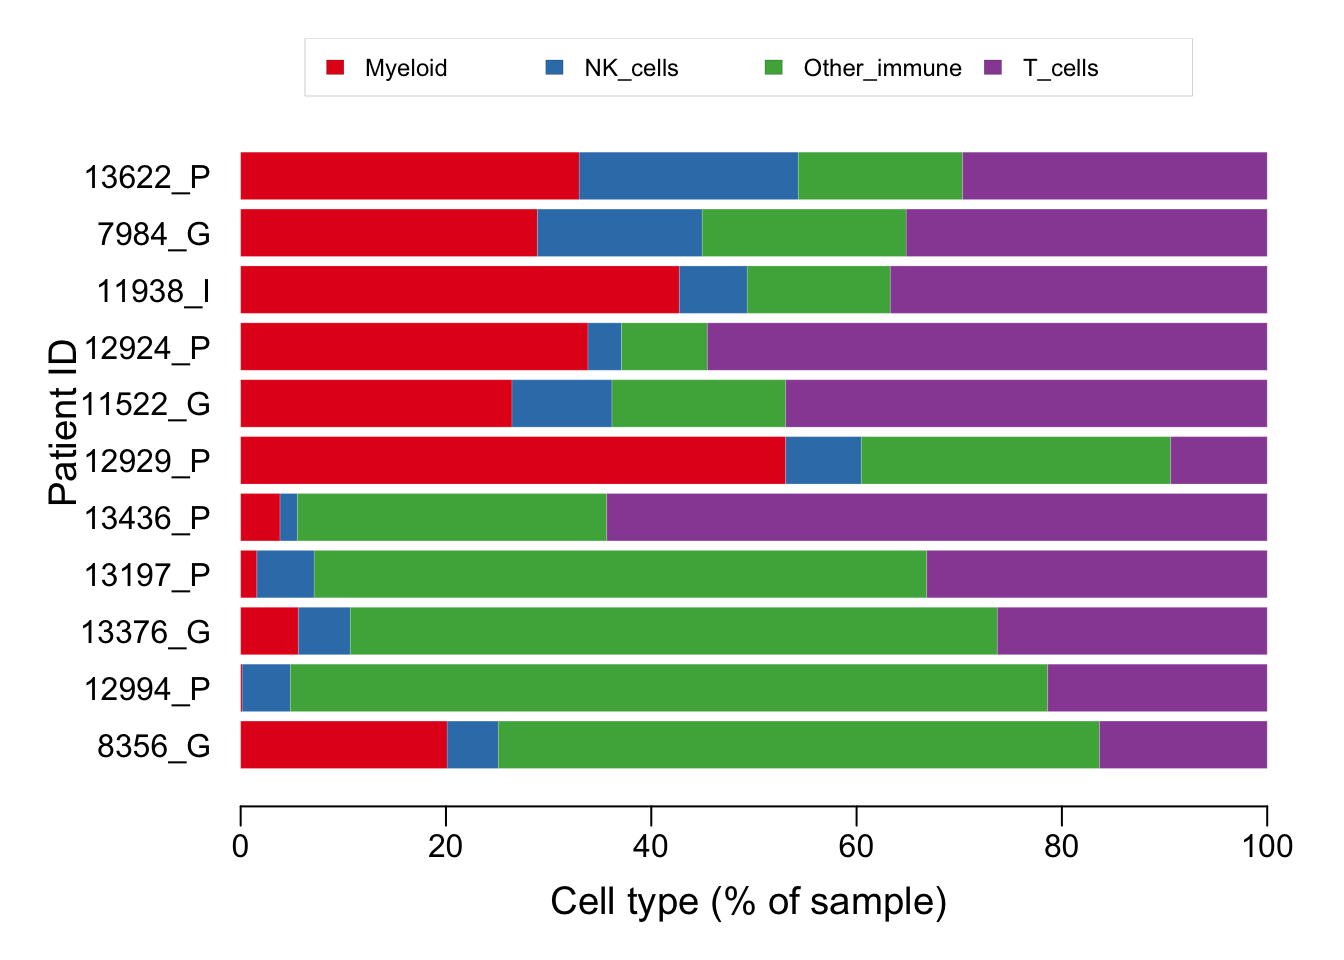 Myeloid NK_cells Other_immune T_cells
13622_P
7984_G
11938_I
12924_P
11522_G
12929_P
13436_P
13197_P
13376_G
12994_P
8356_G
Patient ID
0 20 40 60 80 100
Cell type (% of sample)